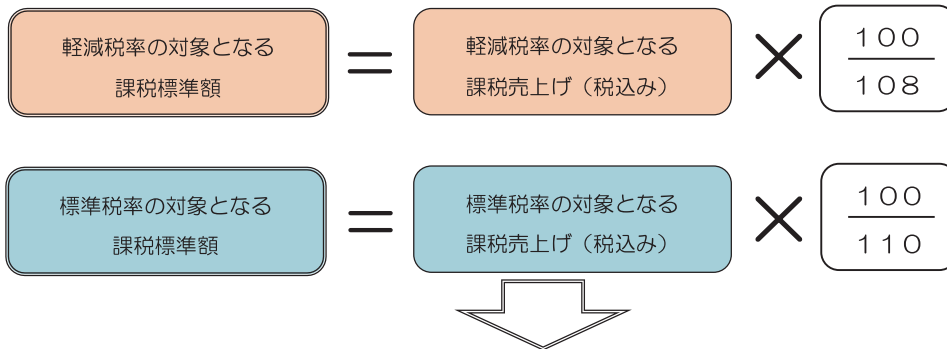 軽減税率の対象となる
課税標準額
=
軽減税率の対象となる
課税売上げ（税込み）
×
１００
１０８
標準税率の対象となる
課税標準額
=
標準税率の対象となる
課税売上げ（税込み）
×
１００
１１０